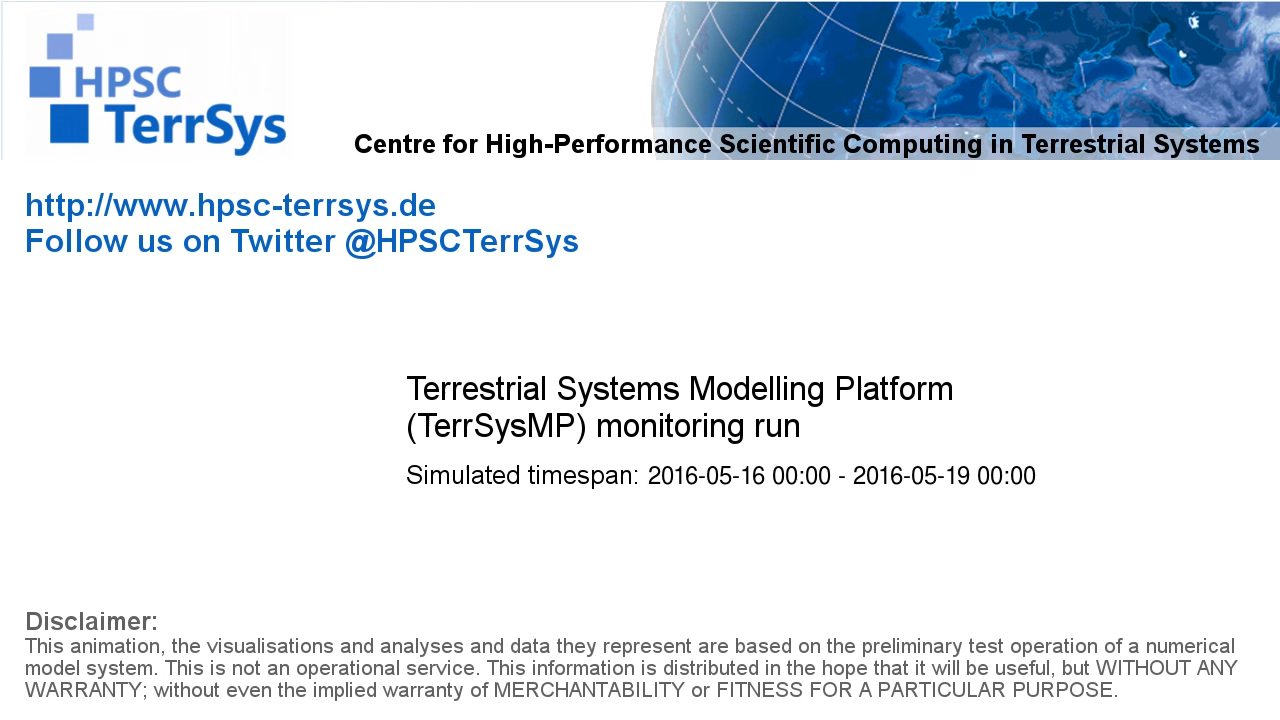 HPSC
TerrSys
Centre for High-Performance Scientific Computing in Terrestrial Systems
http://www.hpsc-terrsys.de
Follow us on Twitter @HPSCTerrSys
Terrestrial Systems Modelling Platform
(TerrSysMP) monitoring run
Simulated timespan: 2016-05-16 00:00 - 2016-05-19 00:00
Disclaimer:
This animation, the visualisations and analyses and data they represent are based on the preliminary test operation of a numerical
model system. This is not an operational service. This information is distributed in the hope that it will be useful, but WITHOUT ANY
WARRANTY; without even the implied warranty of MERCHANTABILITY or FITNESS FOR A PARTICULAR PURPOSE.